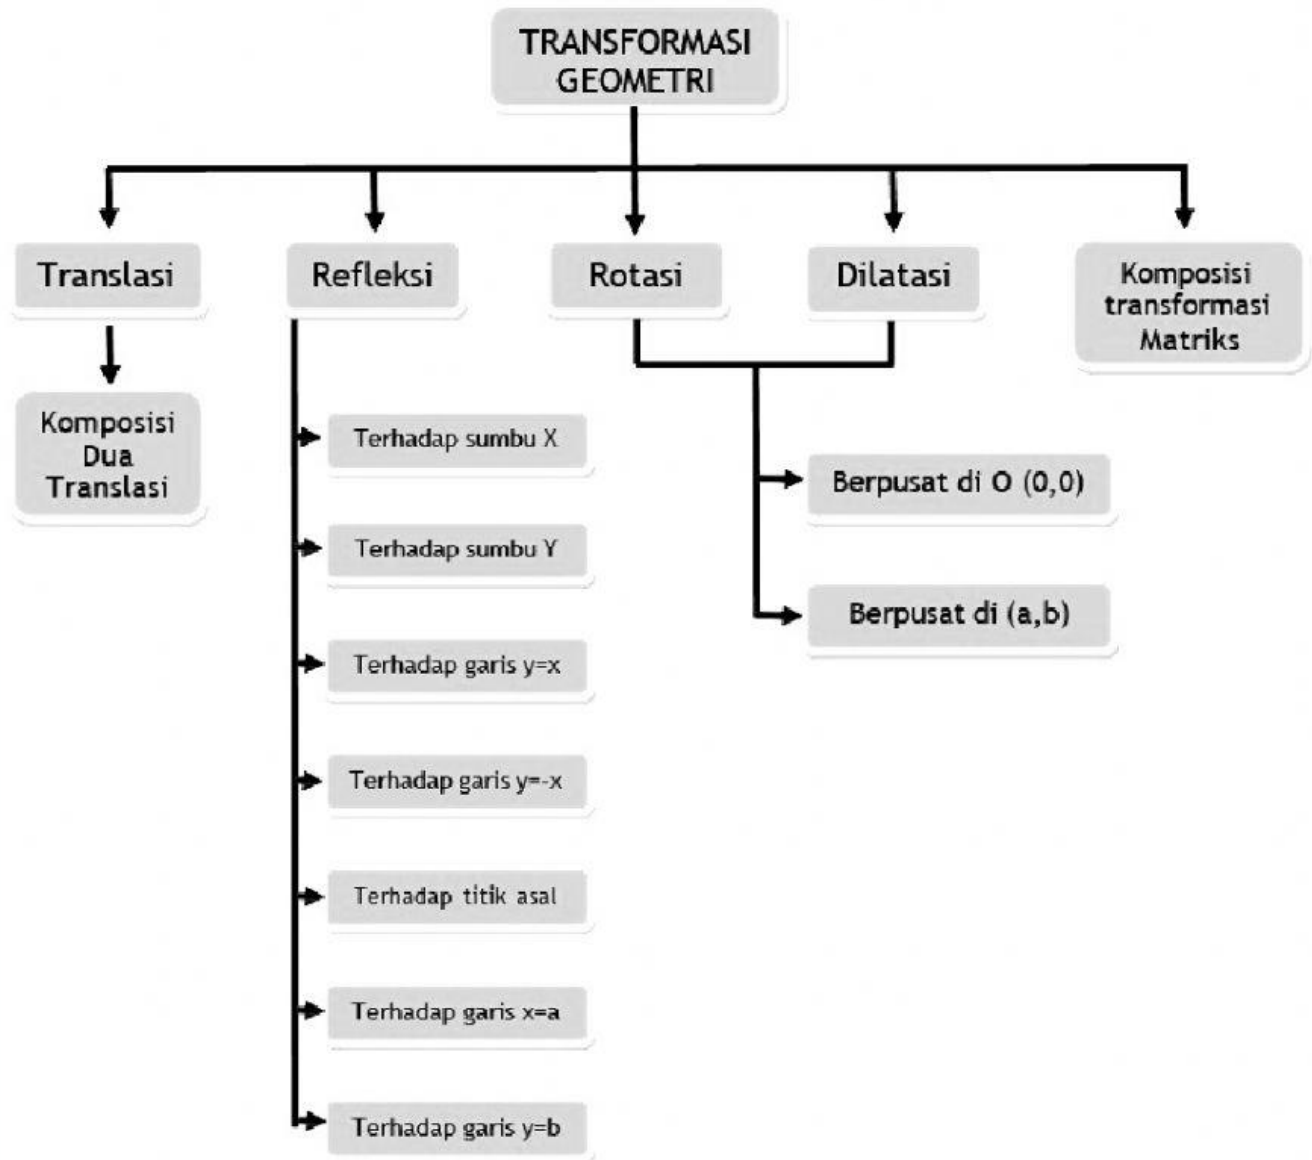 TRANSFORMASI
GEOMETRI
Translasi
Refleksi
Rotasi
Dilatasi
Komposisi
transformasi
Matriks
Komposisi
Dua
Translasi
Terhadap sumbu X
Terhadap sumbu Y
Terhadap garis y=x
Terhadap garis y=-x
Terhadap titik asal
Terhadap garis x=a
Terhadap garis y=b
Berpusat di O (0,0)
Berpusat di (a,b)